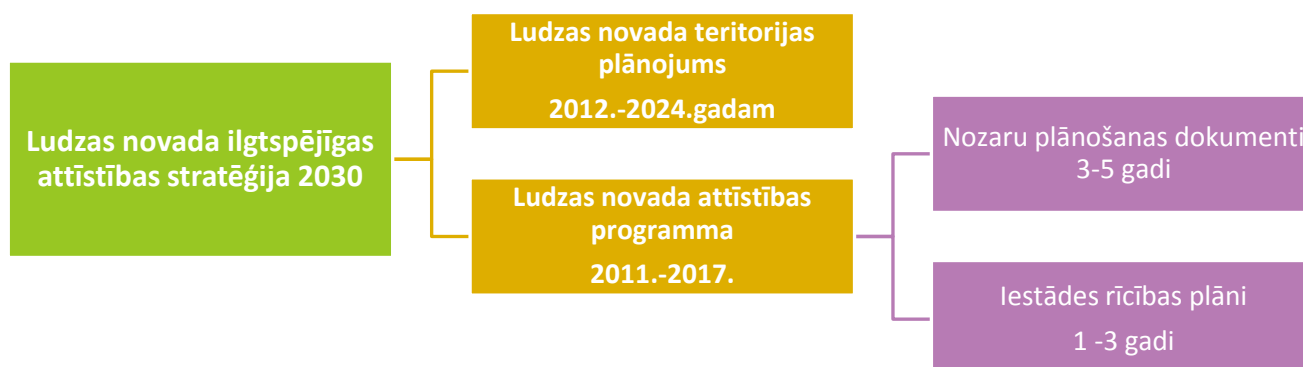 Ludzas novada ilgtspējīgas
attīstības stratēģija 2030
Ludzas novada teritorijas
plānojums
2012.-2024.gadam
Ludzas novada attīstības
programma
2011.-2017.
Nozaru plānošanas dokumenti
3-5 gadi
Iestādes rīcības plāni
1 -3 gadi